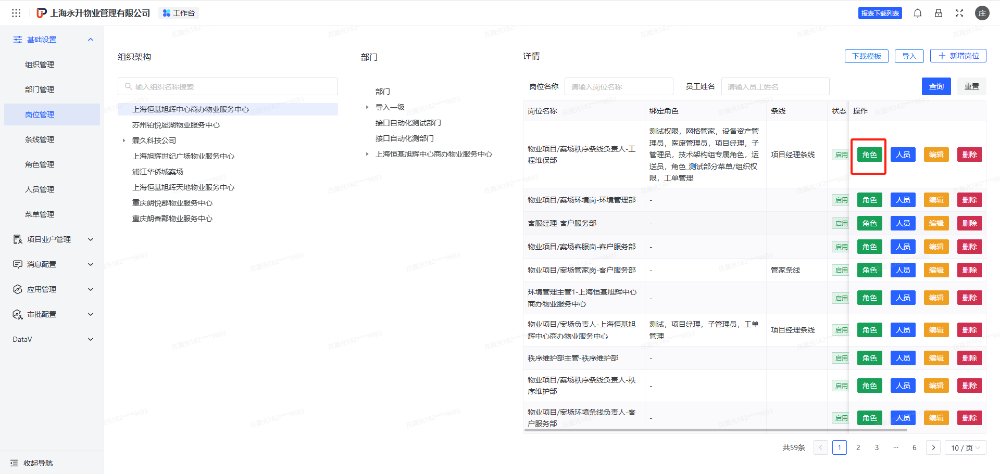 上海永升物业管理有限公司
工作台
报表下载列表
庄
基础设置
组织管理
部门管理
岗位管理
条线管理
角色管理
人员管理
菜单管理
项目业户管理
消息配置
应用管理
审批配置
DataV
收起导航
组织架构
输入组织名称搜索
上海恒基旭辉中心商办物业服务中心
苏州铂悦犀湖物业服务中心
霖久科技公司
上海旭辉世纪广场物业服务中心
浦江华侨城案场
上海恒基旭辉天地物业服务中心
重庆朗悦郡物业服务中心
重庆朗香郡物业服务中心
部门
部门
导入一级
接口自动化测试部门
接口自动化测部门
上海恒基旭辉中心商办物业服务中心
详情
下载模板
导入
新增岗位
岗位名称
请输入岗位名称
员工姓名
请输入员工姓名
查询
重置
岗位名称 绑定角色 条线 状态 操作
物业项目/案场秩序条线负责人-工
程维保部
测试权限，网格管家，设备资产管
理员，医废管理员，项目经理，子
管理员，技术架构组专属角色，运
送员，角色_测试部分菜单/组织权
限，工单管理
项目经理条线
启用 角色 人员 编辑 删除
物业项目/案场环境岗-环境管理部 - 启用 角色 人员 编辑 删除
客服经理-客户服务部 - 启用 角色 人员 编辑 删除
物业项目/案场客服岗-客户服务部 - 启用 角色 人员 编辑 删除
物业项目/案场管家岗-客户服务部 - 管家条线 启用 角色 人员 编辑 删除
环境管理主管1-上海恒基旭辉中心
商办物业服务中心
- 启用 角色 人员 编辑 删除
物业项目/案场负责人-上海恒基旭
辉中心商办物业服务中心
测试，项目经理，子管理员，工单
管理
项目经理条线
启用 角色 人员 编辑 删除
秩序维护部主管-秩序维护部 - 启用 角色 人员 编辑 删除
物业项目/案场秩序条线负责人-秩
序维护部
- 启用 角色 人员 编辑 删除
物业项目/案场环境条线负责人-客
户服务部
- 启用 角色 人员 编辑 删除
共59条 1 2 3 ··· 6 10 / 页
庄晨光182****9693